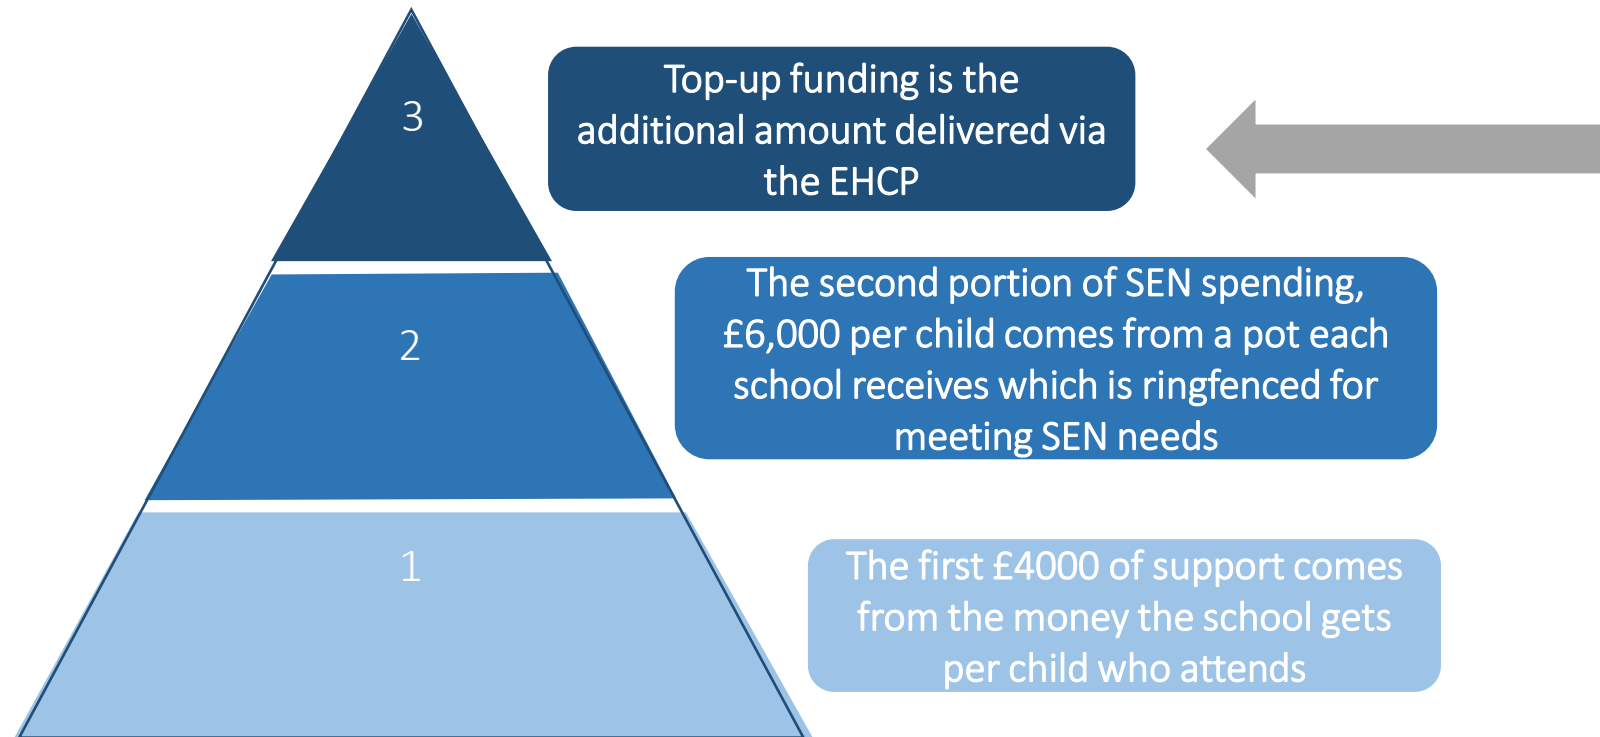 3
Top-up funding is the
additional amount delivered via
the EHCP
2
The second portion of SEN spending,
£6,000 per child comes from a pot each
school receives which is ringfenced for
meeting SEN needs
1
The first £4000 of support comes
from the money the school gets
per child who attends